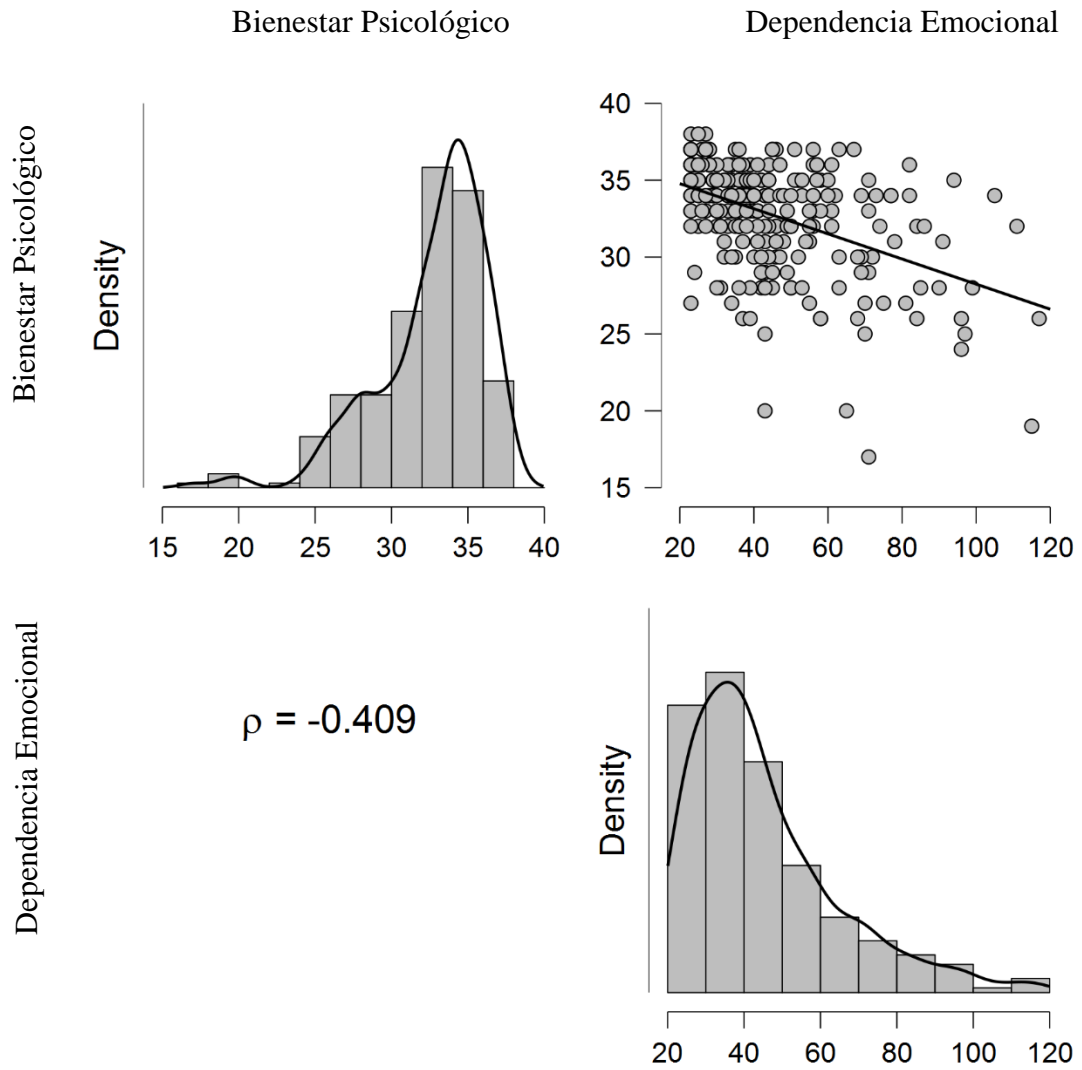 Bienestar Psicológico
Dependencia Emocional
Bienestar Psicológico
Density
15 20 25 30 35 40
40
35
30
25
20
15
20 40 60 80 100 120
Dependencia Emocional
ρ = -0.409
Density
20 40 60 80 100 120